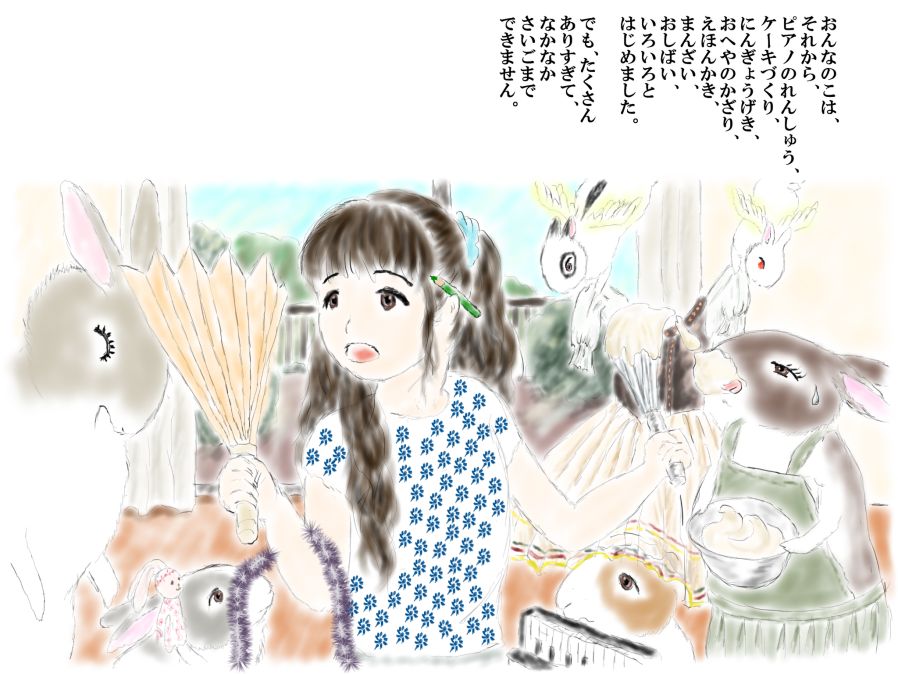 おんなのこは、
それから、
ピアノのれんしゅう、
ケーキづくり、
にんぎょうげき、
おへやのかざり、
えほんかき、
まんざい、
おしばい、
いろいろと
はじめました。
でも、たくさん
ありすぎて、
なかなか
さいごまで
できません。